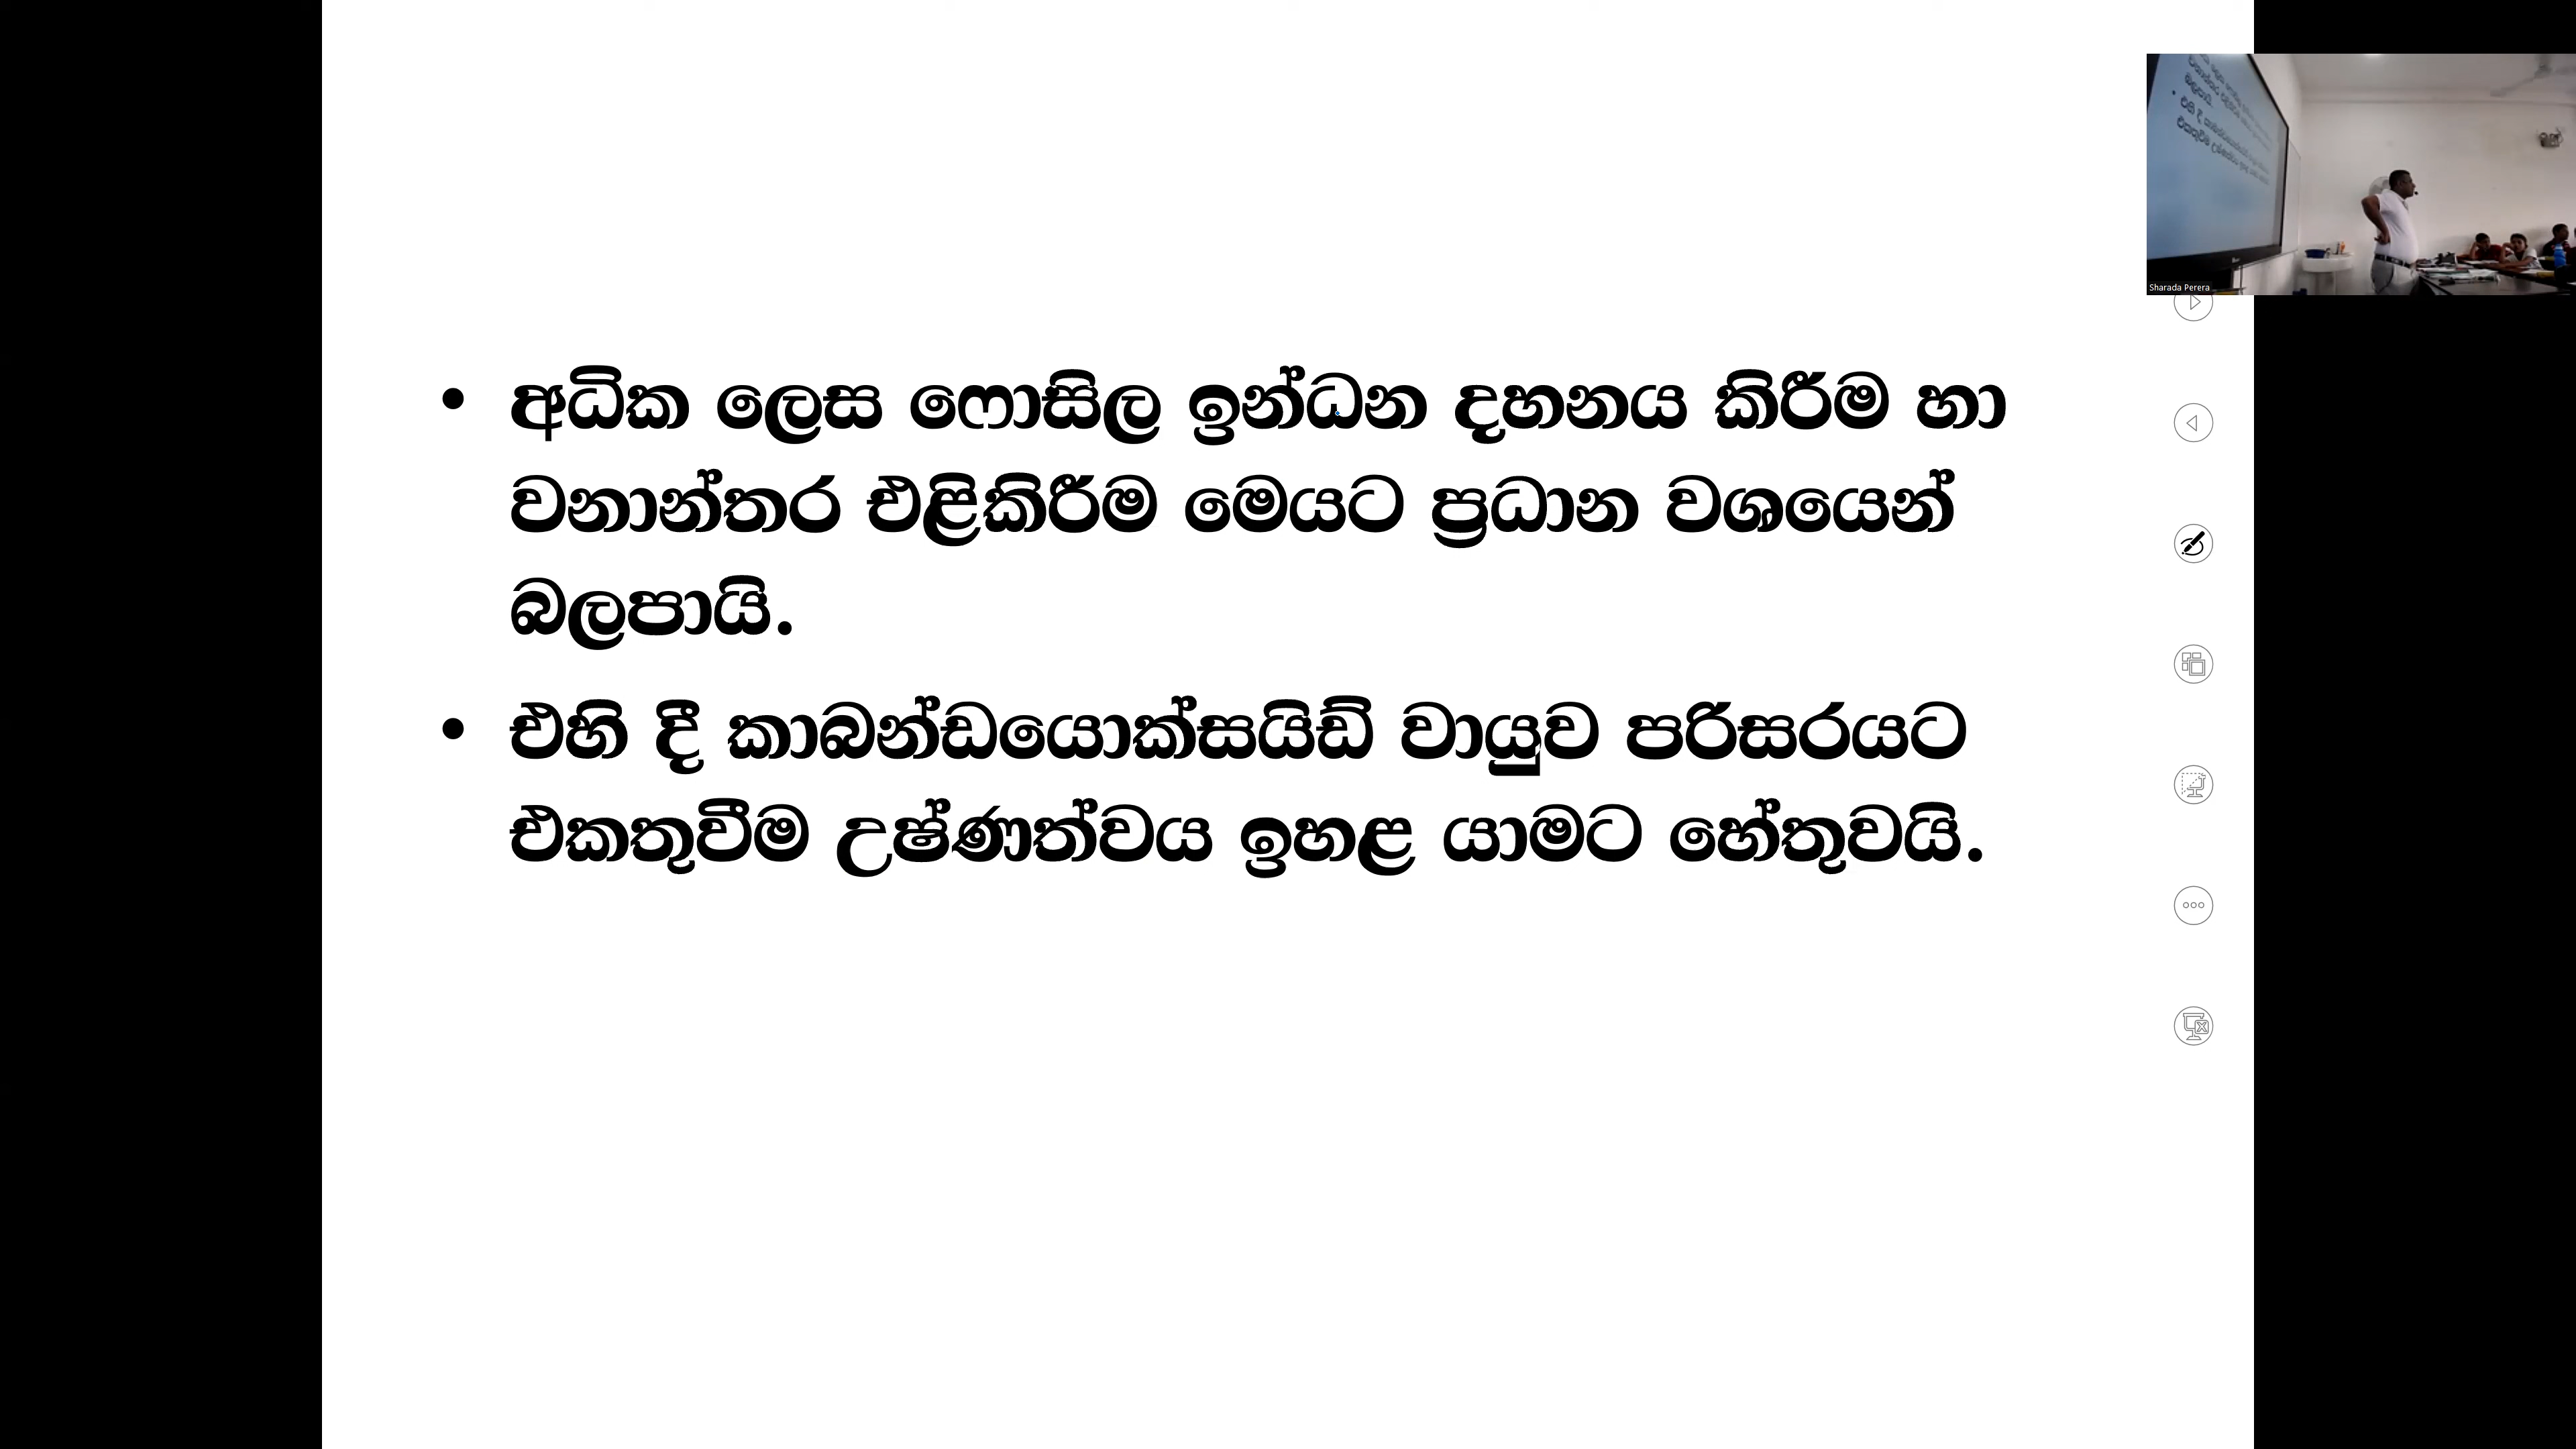 • අධික ලෙස ෆොසිල ඉන්ධන දහනය කිරීම හා
වනාන්තර එළිකිරීම මෙයට ප්‍රධාන වශයෙන්
බලපායි.
• එහි දී කාබන්ඩයොක්සයිඩ් වායුව පරිසරයට
එකතුවීම උෂ්ණත්වය ඉහළ යාමට හේතුවයි.
Sharada Perera